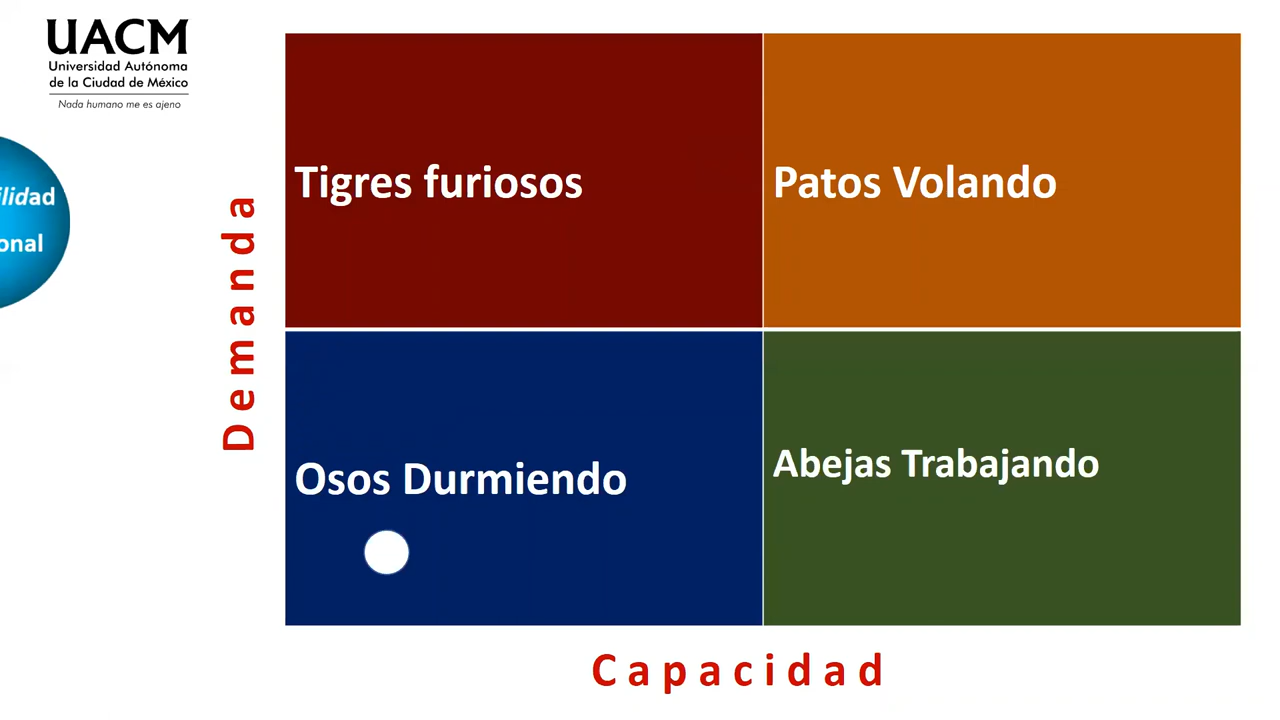 UACM
Universidad Autónoma
de la Ciudad de México
Nada humano me es ajeno
Tigres furiosos
Patos Volando
Demanda
Osos Durmiendo
Abejas Trabajando
Capacidad